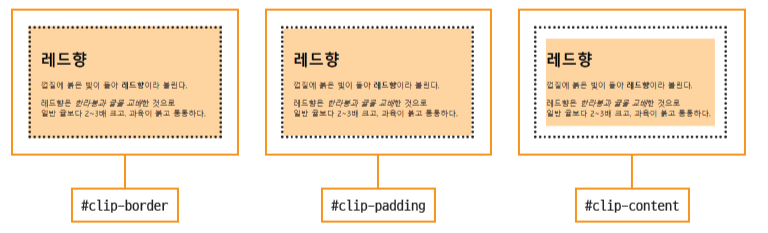 레드향
껍질에 붉은 빛이 돌아 레드향이라 불린다.
레드향은 한라봉과 귤을 교배한 것으로
일반 귤보다 2~3배 크고, 과육이 붉고 통통하다.
#clip-border
레드향
껍질에 붉은 빛이 돌아 레드향이라 불린다.
레드향은 한라봉과 귤을 교배한 것으로
일반 귤보다 2~3배 크고, 과육이 붉고 통통하다.
#clip-padding
레드향
껍질에 붉은 빛이 돌아 레드향이라 불린다.
레드향은 한라봉과 귤을 교배한 것으로
일반 귤보다 2~3배 크고, 과육이 붉고 통통하다.
#clip-content